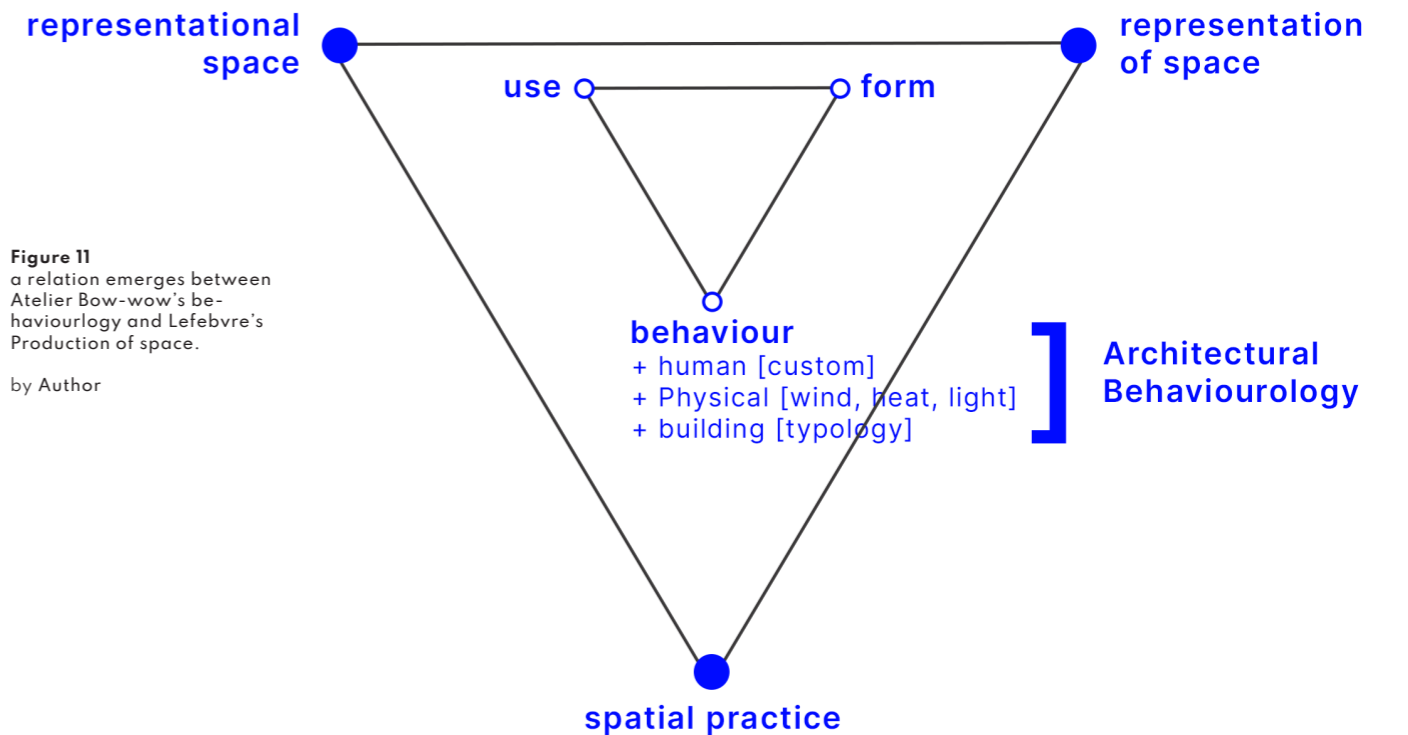 representational
space
representation
of space
use
form
Figure 11
a relation emerges between
Atelier Bow-wow's be-
haviourlogy and Lefebvre's
Production of space.
by Author
behaviour
+ human [custom]
+ Physical [wind, heat, light]
+ building [typology]
Architectural
Behaviourology
spatial practice